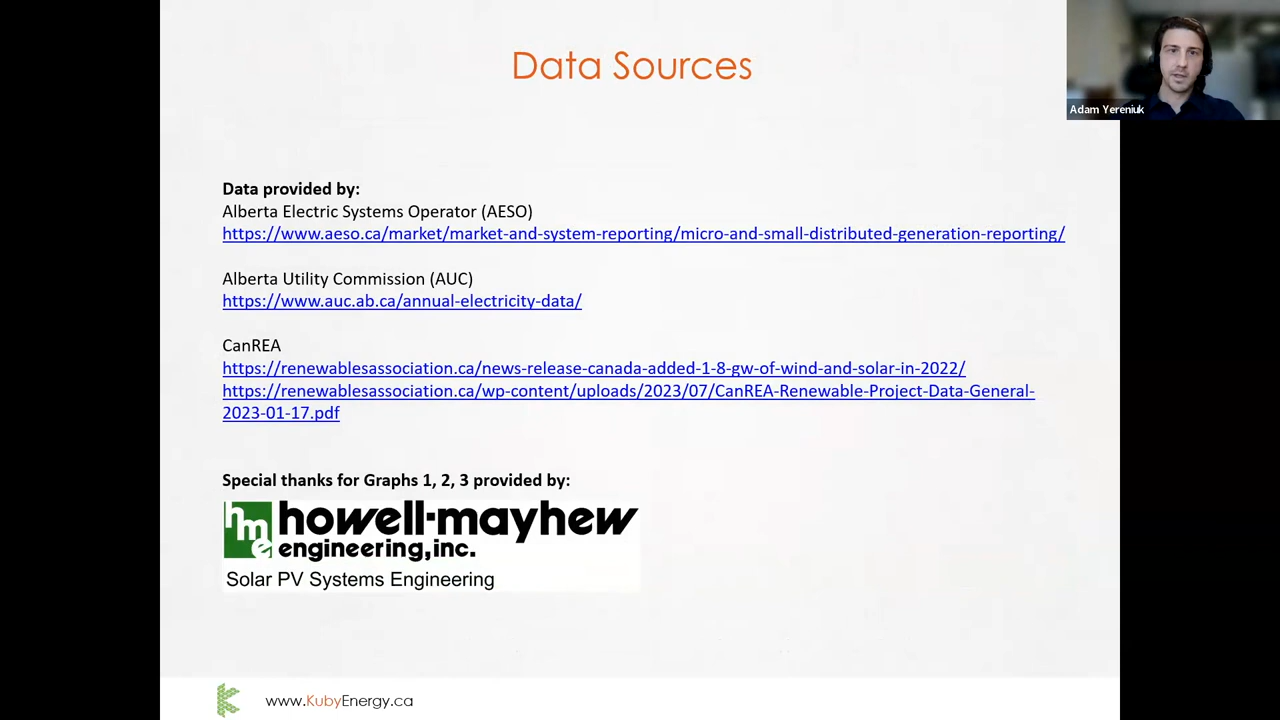 Data Sources
Adam Yereniuk
Data provided by:
Alberta Electric Systems Operator (AESO)
https://www.aeso.ca/market/market-and-system-reporting/micro-and-small-distributed-generation-reporting/
Alberta Utility Commission (AUC)
https://www.auc.ab.ca/annual-electricity-data/
CanREA
https://renewablesassociation.ca/news-release-canada-added-1-8-gw-of-wind-and-solar-in-2022/
https://renewablesassociation.ca/wp-content/uploads/2023/07/CanREA-Renewable-Project-Data-General-
2023-01-17.pdf
Special thanks for Graphs 1, 2, 3 provided by:
hme howell-mayhew
engineering,inc.
Solar PV Systems Engineering
www.KubyEnergy.ca